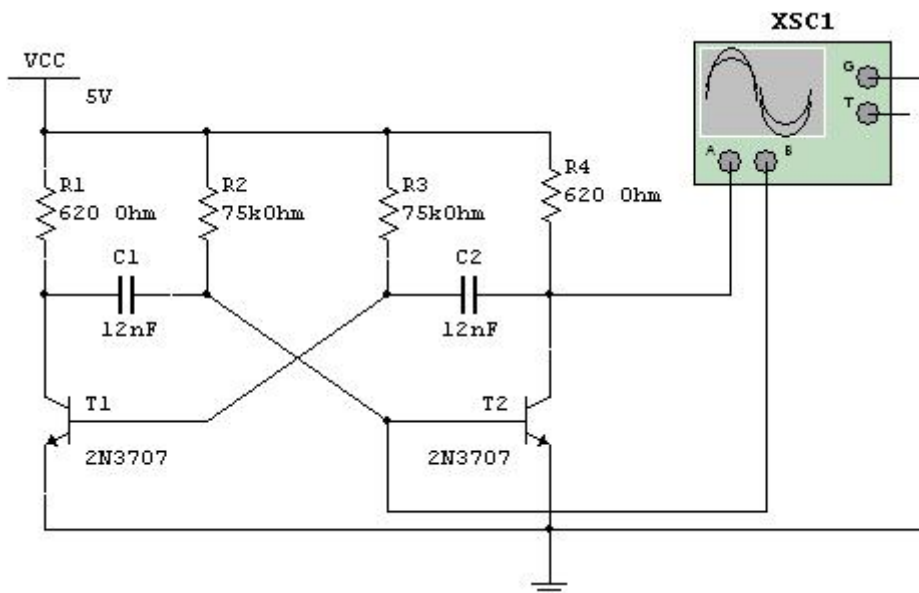 XSC1
VCC
5V
G
T
A
B
R1
620 Ohm
R2
75kOhm
R3
75kOhm
R4
620 Ohm
C1
12nF
C2
12nF
T1
2N3707
T2
2N3707